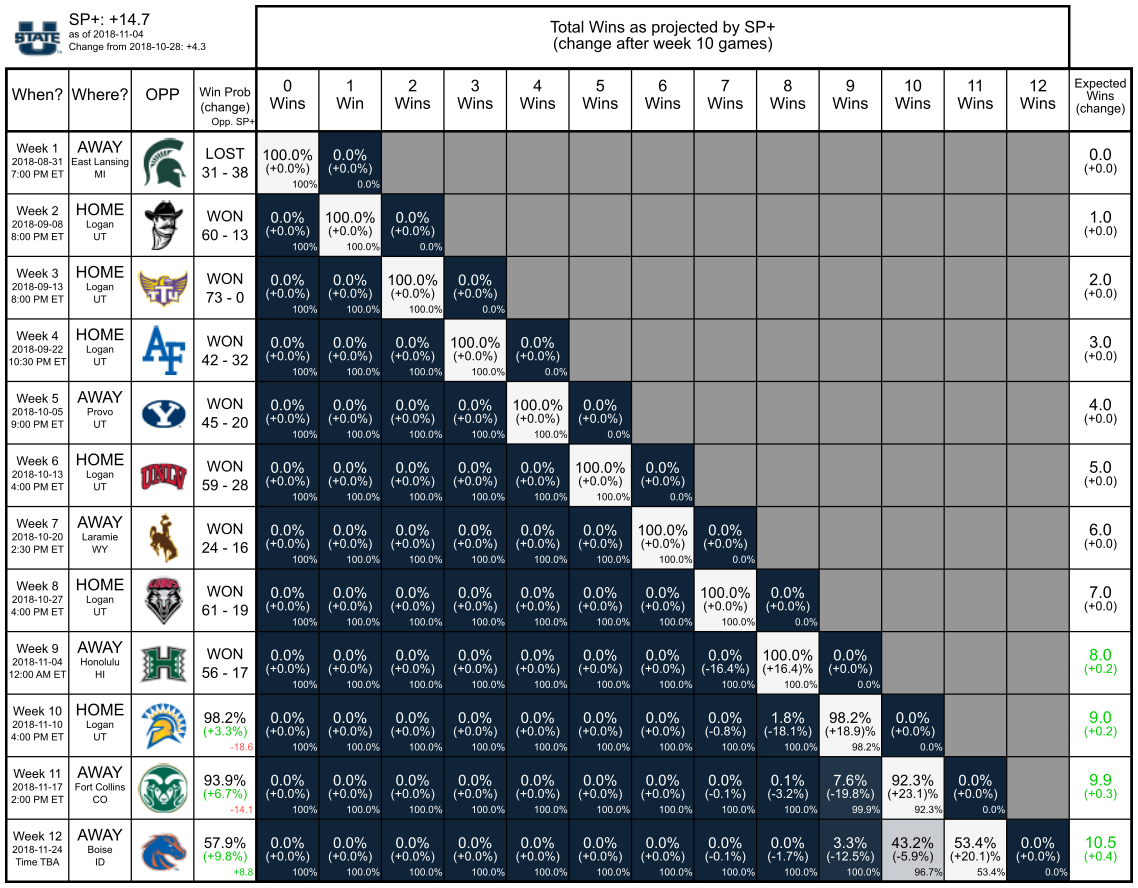 U STATE
SP+: +14.7
as of 2018-11-04
Change from 2018-10-28: +4.3
Total Wins as projected by SP+
(change after week 10 games)
When? Where? OPP Win Prob (change) Opp. SP+ 0 Wins 1 Win 2 Wins 3 Wins 4 Wins 5 Wins 6 Wins 7 Wins 8 Wins 9 Wins 10 Wins 11 Wins 12 Wins Expected Wins (change)
Week 1 AWAY LOST 100.0% 0.0% 0.0
2018-08-31 East Lansing (+0.0%) (+0.0%) (+0.0)
7:00 PM ET MI 31 - 38 100% 0.0%
Week 2 HOME WON 0.0% 100.0% 0.0% 1.0
2018-09-08 Logan (+0.0%) (+0.0%) (+0.0%) (+0.0)
8:00 PM ET UT 60 - 13 100% 100.0% 0.0%
Week 3 HOME WON 0.0% 0.0% 100.0% 0.0% 2.0
2018-09-13 Logan TTU (+0.0%) (+0.0%) (+0.0%) (+0.0%) (+0.0)
8:00 PM ET UT 73 - 0 100% 100.0% 100.0% 0.0%
Week 4 HOME WON 0.0% 0.0% 0.0% 100.0% 0.0% 3.0
2018-09-22 Logan AF (+0.0%) (+0.0%) (+0.0%) (+0.0%) (+0.0%) (+0.0)
10:30 PM ET UT 42 - 32 100% 100.0% 100.0% 100.0% 0.0%
Week 5 AWAY WON 0.0% 0.0% 0.0% 0.0% 100.0% 0.0% 4.0
2018-10-05 Provo Y (+0.0%) (+0.0%) (+0.0%) (+0.0%) (+0.0%) (+0.0%) (+0.0)
9:00 PM ET UT 45 - 20 100% 100.0% 100.0% 100.0% 100.0% 0.0%
Week 6 HOME WON 0.0% 0.0% 0.0% 0.0% 0.0% 100.0% 0.0% 5.0
2018-10-13 Logan UNLV (+0.0%) (+0.0%) (+0.0%) (+0.0%) (+0.0%) (+0.0%) (+0.0%) (+0.0)
4:00 PM ET UT 59 - 28 100% 100.0% 100.0% 100.0% 100.0% 100.0% 0.0%
Week 7 AWAY WON 0.0% 0.0% 0.0% 0.0% 0.0% 0.0% 100.0% 0.0% 6.0
2018-10-20 Laramie (+0.0%) (+0.0%) (+0.0%) (+0.0%) (+0.0%) (+0.0%) (+0.0%) (+0.0%) (+0.0)
2:30 PM ET WY 24 - 16 100% 100.0% 100.0% 100.0% 100.0% 100.0% 100.0% 0.0%
Week 8 HOME WON 0.0% 0.0% 0.0% 0.0% 0.0% 0.0% 0.0% 100.0% 0.0% 7.0
2018-10-27 Logan (+0.0%) (+0.0%) (+0.0%) (+0.0%) (+0.0%) (+0.0%) (+0.0%) (+0.0%) (+0.0%) (+0.0)
4:00 PM ET UT 61 - 19 100% 100.0% 100.0% 100.0% 100.0% 100.0% 100.0% 100.0% 0.0%
Week 9 AWAY WON 0.0% 0.0% 0.0% 0.0% 0.0% 0.0% 0.0% 0.0% 100.0% 0.0% 8.0
2018-11-04 Honolulu H (+0.0%) (+0.0%) (+0.0%) (+0.0%) (+0.0%) (+0.0%) (+0.0%) (-16.4%) (+16.4)% (+0.0%) (+0.2)
12:00 AM ET HI 56 - 17 100% 100.0% 100.0% 100.0% 100.0% 100.0% 100.0% 100.0% 100.0% 0.0%
Week 10 HOME 98.2% 0.0% 0.0% 0.0% 0.0% 0.0% 0.0% 0.0% 0.0% 1.8% 98.2% 0.0% 9.0
2018-11-10 Logan (+3.3%) (+0.0%) (+0.0%) (+0.0%) (+0.0%) (+0.0%) (+0.0%) (+0.0%) (-0.8%) (-18.1%) (+18.9)% (+0.0%) (+0.2)
4:00 PM ET UT -18.6 100% 100.0% 100.0% 100.0% 100.0% 100.0% 100.0% 100.0% 100.0% 98.2% 0.0%
Week 11 AWAY 93.9% 0.0% 0.0% 0.0% 0.0% 0.0% 0.0% 0.0% 0.0% 0.1% 7.6% 92.3% 0.0% 9.9
2018-11-17 Fort Collins (+6.7%) (+0.0%) (+0.0%) (+0.0%) (+0.0%) (+0.0%) (+0.0%) (+0.0%) (-0.1%) (-3.2%) (-19.8%) (+23.1)% (+0.0%) (+0.3)
2:00 PM ET CO -14.1 100% 100.0% 100.0% 100.0% 100.0% 100.0% 100.0% 100.0% 100.0% 99.9% 92.3% 0.0%
Week 12 AWAY 57.9% 0.0% 0.0% 0.0% 0.0% 0.0% 0.0% 0.0% 0.0% 0.0% 3.3% 43.2% 53.4% 0.0% 10.5
2018-11-24 Boise (+9.8%) (+0.0%) (+0.0%) (+0.0%) (+0.0%) (+0.0%) (+0.0%) (+0.0%) (-0.1%) (-1.7%) (-12.5%) (-5.9%) (+20.1)% (+0.0%) (+0.4)
Time TBA ID +8.8 100% 100.0% 100.0% 100.0% 100.0% 100.0% 100.0% 100.0% 100.0% 100.0% 96.7% 53.4% 0.0%